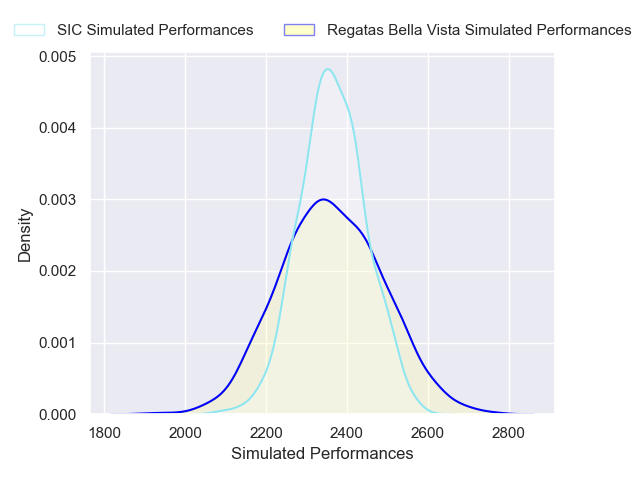 SIC Simulated Performances
Regatas Bella Vista Simulated Performances
0.005
0.004
0.003
0.002
0.001
0.000
Density
1800 2000 2200 2400 2600 2800
Simulated Performances